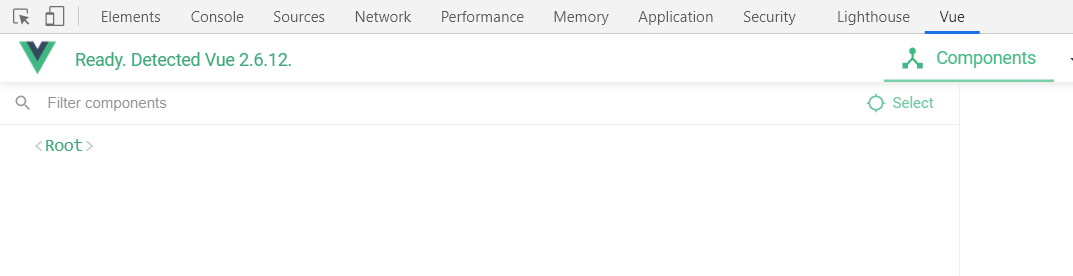 Elements Console Sources Network Performance Memory Application Security Lighthouse Vue
Ready. Detected Vue 2.6.12. Components
Filter components Select
<Root>